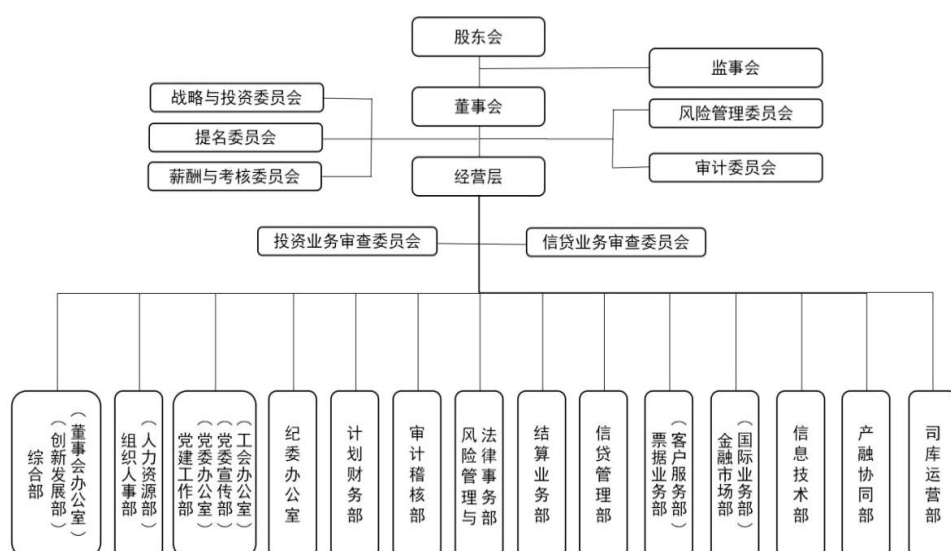 股东会
监事会
战略与投资委员会
董事会
风险管理委员会
提名委员会
审计委员会
薪酬与考核委员会
经营层
投资业务审查委员会
信贷业务审查委员会
综合部
（创新发展部）
（董事会办公室）
组织人事部
（人力资源部）
党建工作部
（党委办公室）
（党委宣传部）
（工会办公室）
纪委办公室
计划财务部
审计稽核部
风险管理与
法律事务部
结算业务部
信贷管理部
票据业务部
（客户服务部）
金融市场部
（国际业务部）
信息技术部
产融协同部
司库运营部